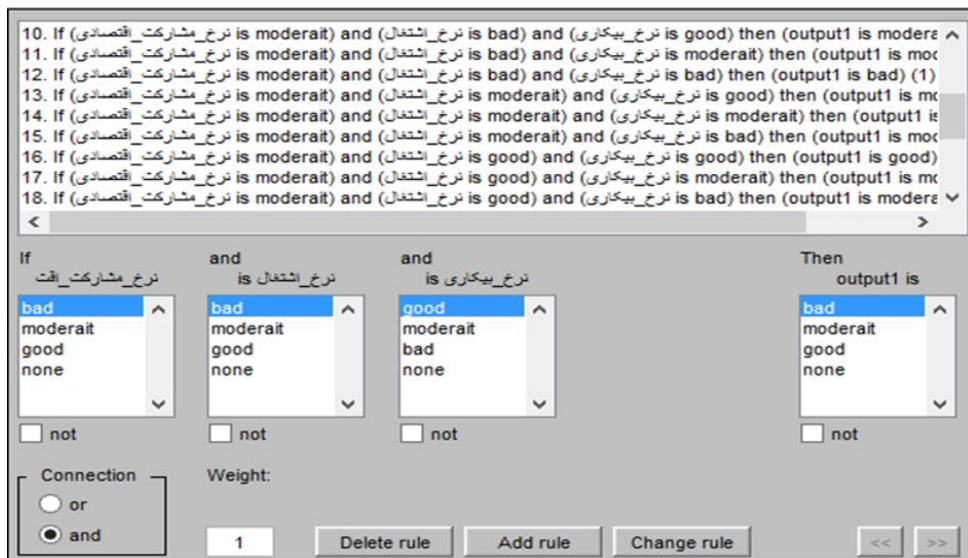 10. If (نرخ_مشارکت_اقتصادی is moderait) and (نرخ_اشتغال is bad) and (نرخ_بیکاری is good) then (output1 is modera
11. If (نرخ_مشارکت_اقتصادی is moderait) and (نرخ_اشتغال is bad) and (نرخ_بیکاری is moderait) then (output1 is moc
12. If (نرخ_مشارکت_اقتصادی is moderait) and (نرخ_اشتغال is bad) and (نرخ_بیکاری is bad) then (output1 is bad) (1)
13. If (نرخ_مشارکت_اقتصادی is moderait) and (نرخ_اشتغال is moderait) and (نرخ_بیکاری is good) then (output1 is mc
14. If (نرخ_مشارکت_اقتصادی is moderait) and (نرخ_اشتغال is moderait) and (نرخ_بیکاری is moderait) then (output1 is
15. If (نرخ_مشارکت_اقتصادی is moderait) and (نرخ_اشتغال is moderait) and (نرخ_بیکاری is bad) then (output1 is moc
16. If (نرخ_مشارکت_اقتصادی is moderait) and (نرخ_اشتغال is good) and (نرخ_بیکاری is good) then (output1 is good)
17. If (نرخ_مشارکت_اقتصادی is moderait) and (نرخ_اشتغال is good) and (نرخ_بیکاری is moderait) then (output1 is mc
18. If (نرخ_مشارکت_اقتصادی is moderait) and (نرخ_اشتغال is good) and (نرخ_بیکاری is bad) then (output1 is modera
If and and Then
نرخ_مشارکت_اقت نرخ_اشتغال is نرخ_بیکاری is output1 is
bad bad good bad
moderait moderait moderait moderait
good good bad good
none none none none
not not not not
Connection Weight:
or
and 1 Delete rule Add rule Change rule << >>